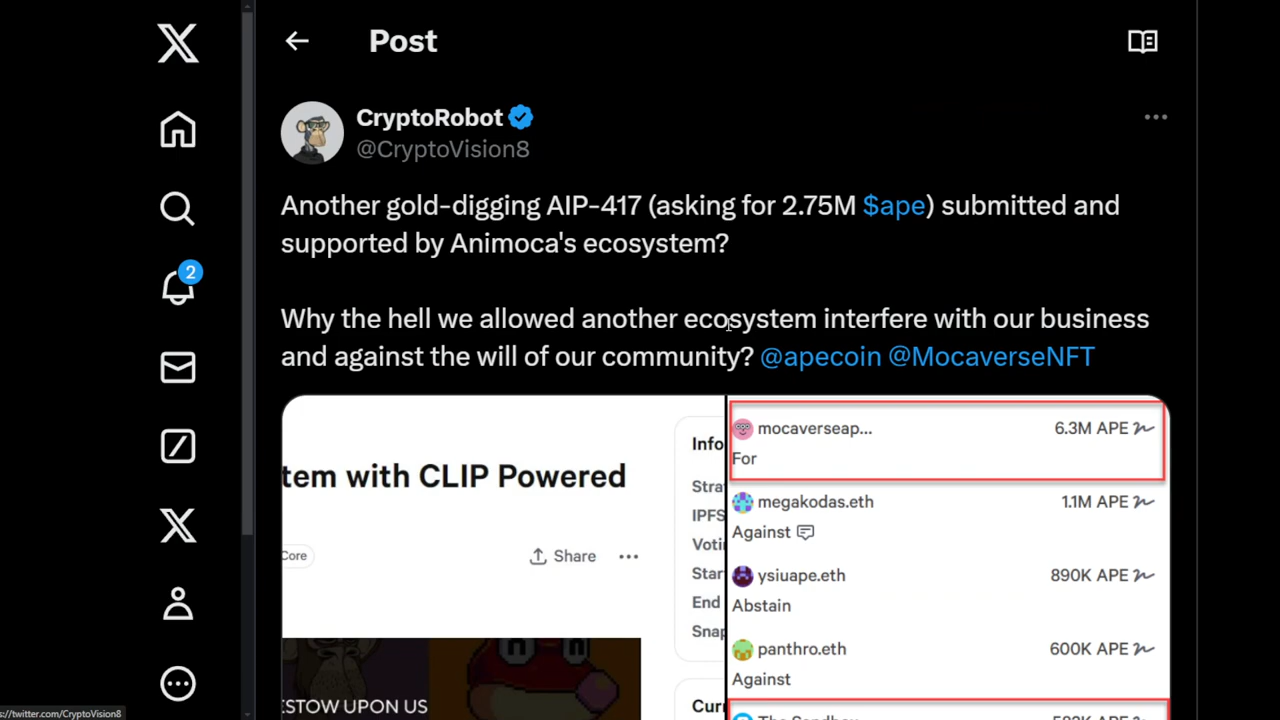 Post
CryptoRobot
@CryptoVision8
Another gold-digging AIP-417 (asking for 2.75M $ape) submitted and
supported by Animoca's ecosystem?
Why the hell we allowed another ecosystem interfere with our business
and against the will of our community? @apecoin @MocaverseNFT
2
tem with CLIP Powered
Core
Share
ESTOW UPON US
Info
Stra
IPFS
Voti
Star
End
Snap
Curr
mocaverseap... 6.3M APE
For
megakodas.eth 1.1M APE
Against
ysiuape.eth 890K APE
Abstain
panthro.eth 600K APE
Against
The Sandbox
s://twitter.com/CryptoVision8